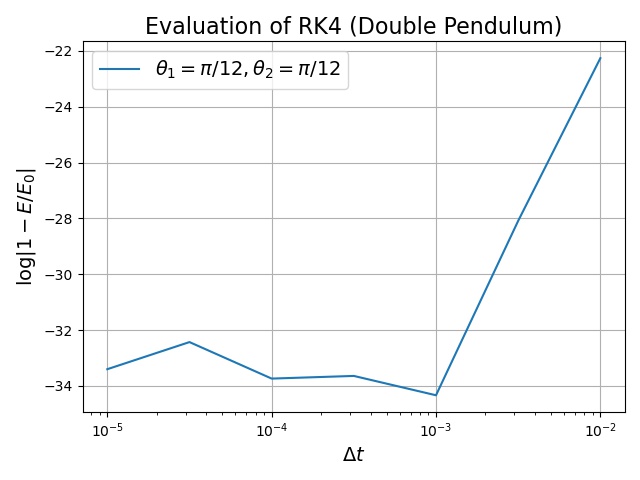 Evaluation of RK4 (Double Pendulum)
θ₁ = π/12, θ₂ = π/12
log|1 − E/E₀|
−22
−24
−26
−28
−30
−32
−34
10⁻⁵
10⁻⁴
10⁻³
10⁻²
Δt